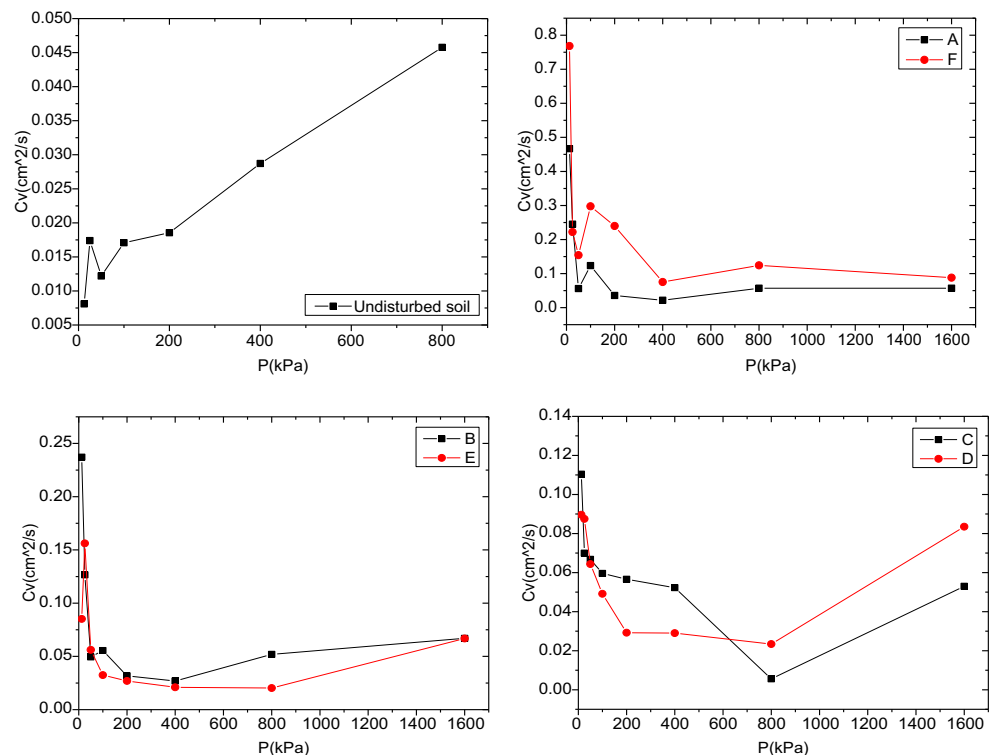 0.050
0.045
0.040
0.035
0.030
0.025
0.020
0.015
0.010
0.005
Cv(cm^2/s)
Undisturbed soil
0 200 400 600 800
P(kPa)
0.8
0.7
0.6
0.5
0.4
0.3
0.2
0.1
0.0
Cv(cm^2/s)
A
F
0 200 400 600 800 1000 1200 1400 1600
P(kPa)
0.25
0.20
0.15
0.10
0.05
0.00
Cv(cm^2/s)
B
E
0 200 400 600 800 1000 1200 1400 1600
P(kPa)
0.14
0.12
0.10
0.08
0.06
0.04
0.02
0.00
Cv(cm^2/s)
C
D
0 200 400 600 800 1000 1200 1400 1600
P(kPa)